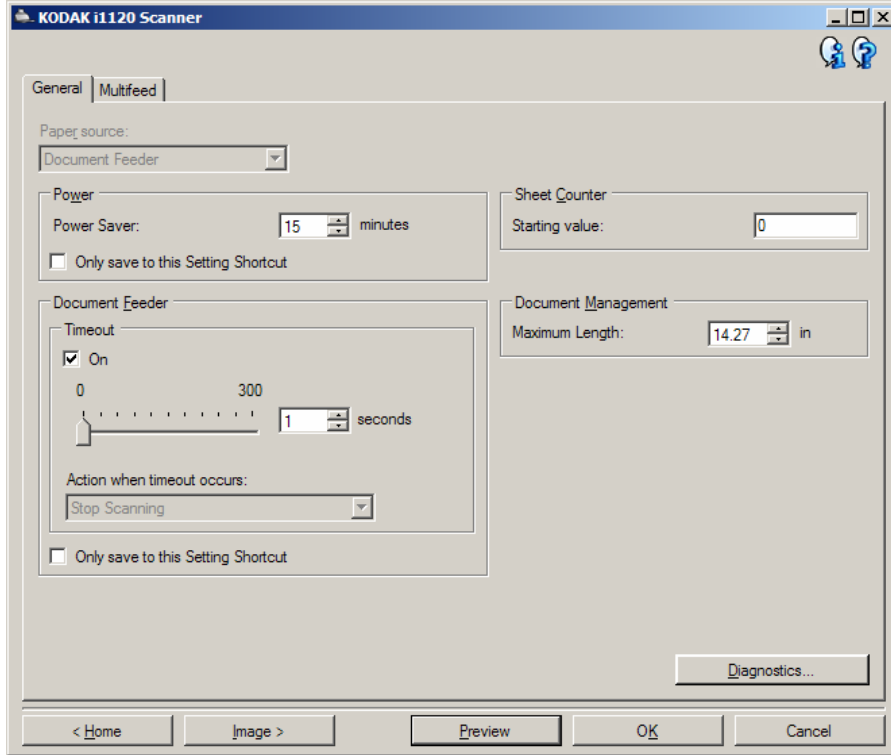 KODAK i1120 Scanner
General
Multifeed
Paper source:
Document Feeder
Power
Power Saver:
15
minutes
Only save to this Setting Shortcut
Sheet Counter
Starting value:
0
Document Feeder
Timeout
On
0
300
1
seconds
Action when timeout occurs:
Stop Scanning
Only save to this Setting Shortcut
Document Management
Maximum Length:
14.27
in
Diagnostics...
< Home
Image >
Preview
OK
Cancel